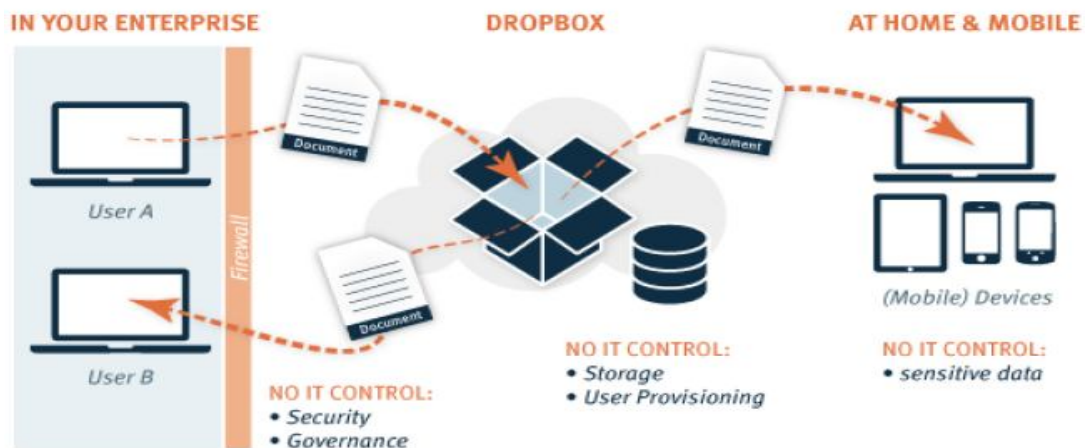 IN YOUR ENTERPRISE
DROPBOX
AT HOME & MOBILE
Document
Document
User A
Firewall
Document
User B
(Mobile) Devices
NO IT CONTROL:
• Security
• Governance
NO IT CONTROL:
• Storage
• User Provisioning
NO IT CONTROL:
• sensitive data